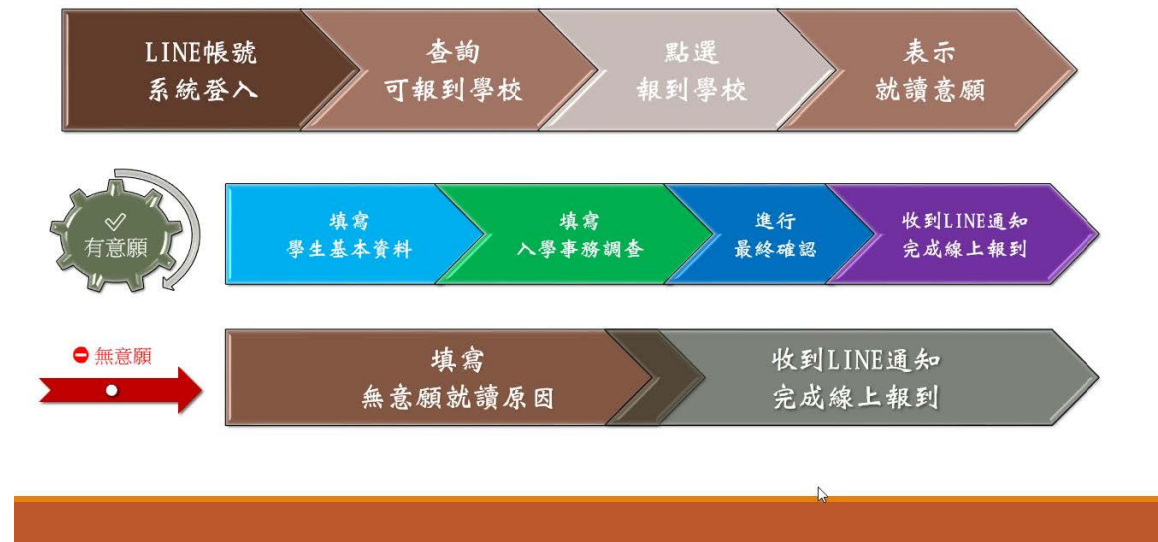 LINE帳號
系統登入
查詢
可報到學校
點選
報到學校
表示
就讀意願
有意願
填寫
學生基本資料
填寫
入學事務調查
進行
最終確認
收到LINE通知
完成線上報到
無意願
填寫
無意願就讀原因
收到LINE通知
完成線上報到